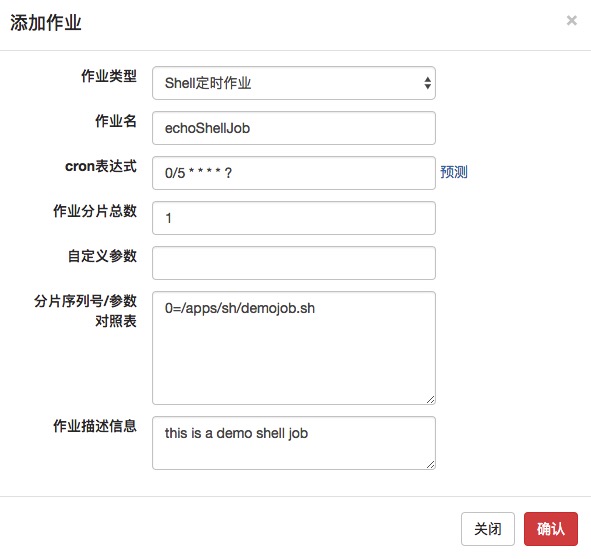 添加作业
×
作业类型
Shell定时作业
作业名
echoShellJob
cron表达式
0/5 * * * * ?
预测
作业分片总数
1
自定义参数
分片序列号/参数
对照表
0=/apps/sh/demojob.sh
作业描述信息
this is a demo shell job
关闭
确认